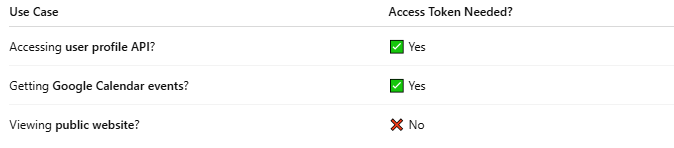 Use Case Access Token Needed?
Accessing user profile API? ✅ Yes
Getting Google Calendar events? ✅ Yes
Viewing public website? ❌ No